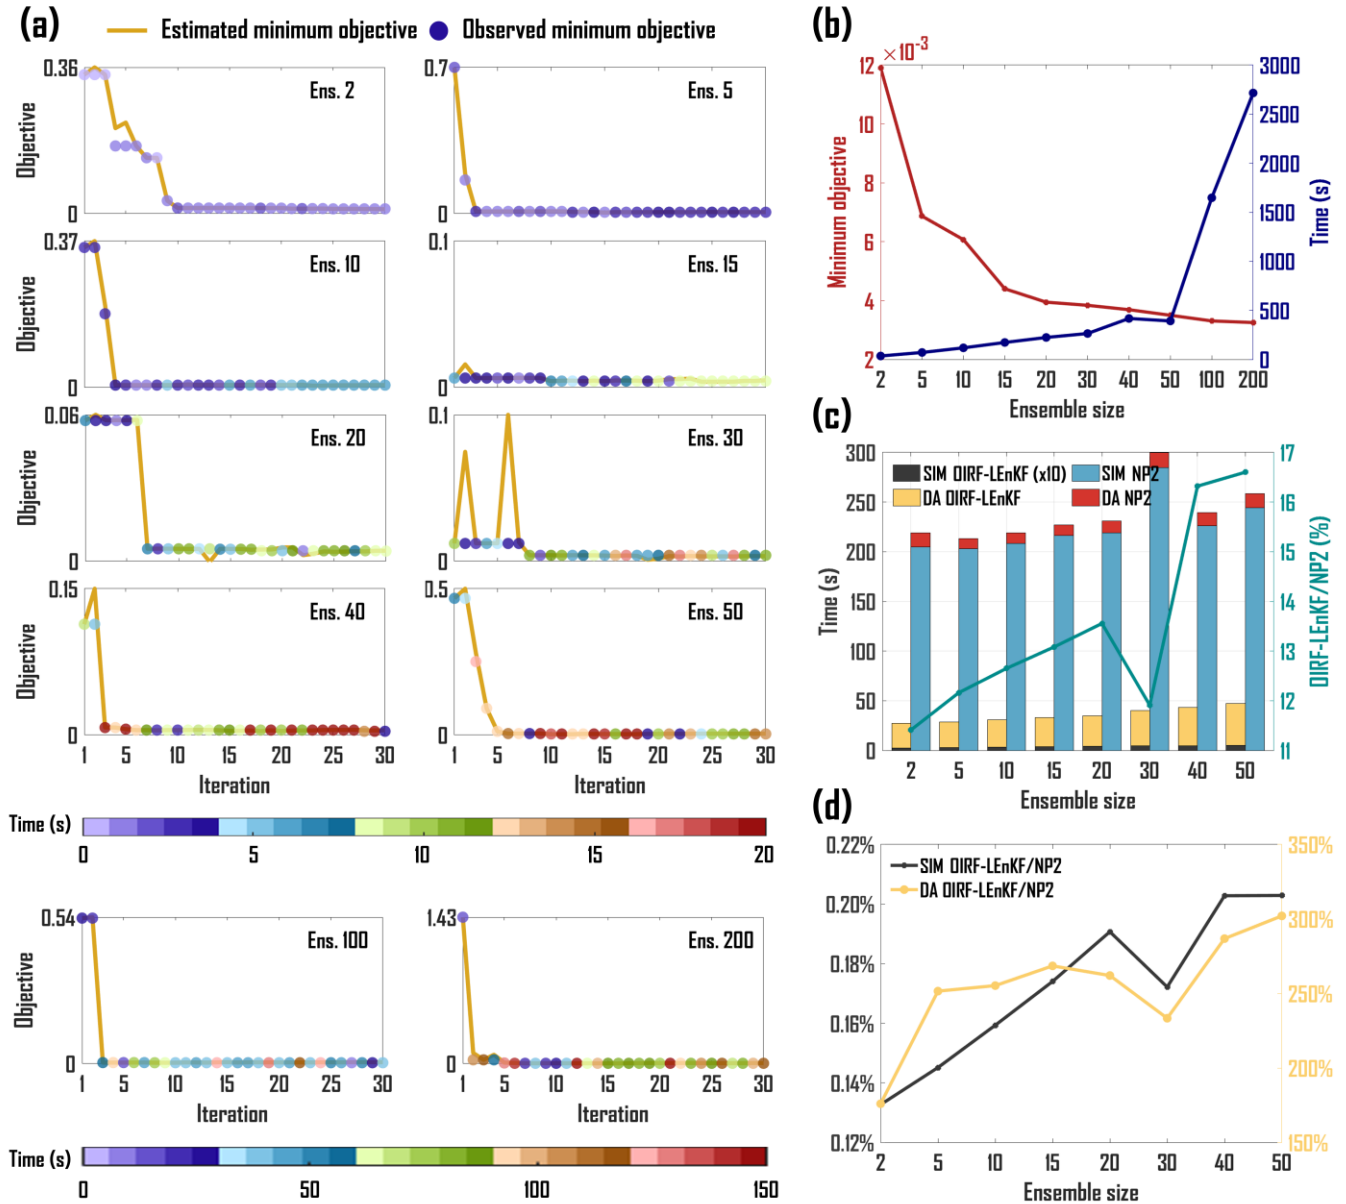 (a)
Estimated minimum objective
Observed minimum objective
0.36
Ens. 2
Objective
0
0.7
Ens. 5
0
0.37
Ens. 10
Objective
0
0.1
Ens. 15
0
0.06
Ens. 20
Objective
0
0.1
Ens. 30
0
0.15
Ens. 40
Objective
0
1 5 10 15 20 25 30
Iteration
0.5
Ens. 50
0
1 5 10 15 20 25 30
Iteration
Time (s)
0 5 10 15 20
0.54
Ens. 100
Objective
0
1 5 10 15 20 25 30
Iteration
1.43
Ens. 200
0
1 5 10 15 20 25 30
Iteration
Time (s)
0 50 100 150
(b)
×10⁻³
12
10
8
6
4
2
Minimum objective
3000
2500
2000
1500
1000
500
0
Time (s)
2 5 10 15 20 30 40 50 100 200
Ensemble size
(c)
300
250
200
150
100
50
0
Time (s)
SIM OIRF-LEnKF (x10)
SIM NP2
DA OIRF-LEnKF
DA NP2
17
16
15
14
13
12
11
OIRF-LEnKF/NP2 (%)
2 5 10 15 20 30 40 50
Ensemble size
(d)
0.22%
0.20%
0.18%
0.16%
0.14%
0.12%
SIM OIRF-LEnKF/NP2
DA OIRF-LEnKF/NP2
350%
300%
250%
200%
150%
2 5 10 15 20 30 40 50
Ensemble size